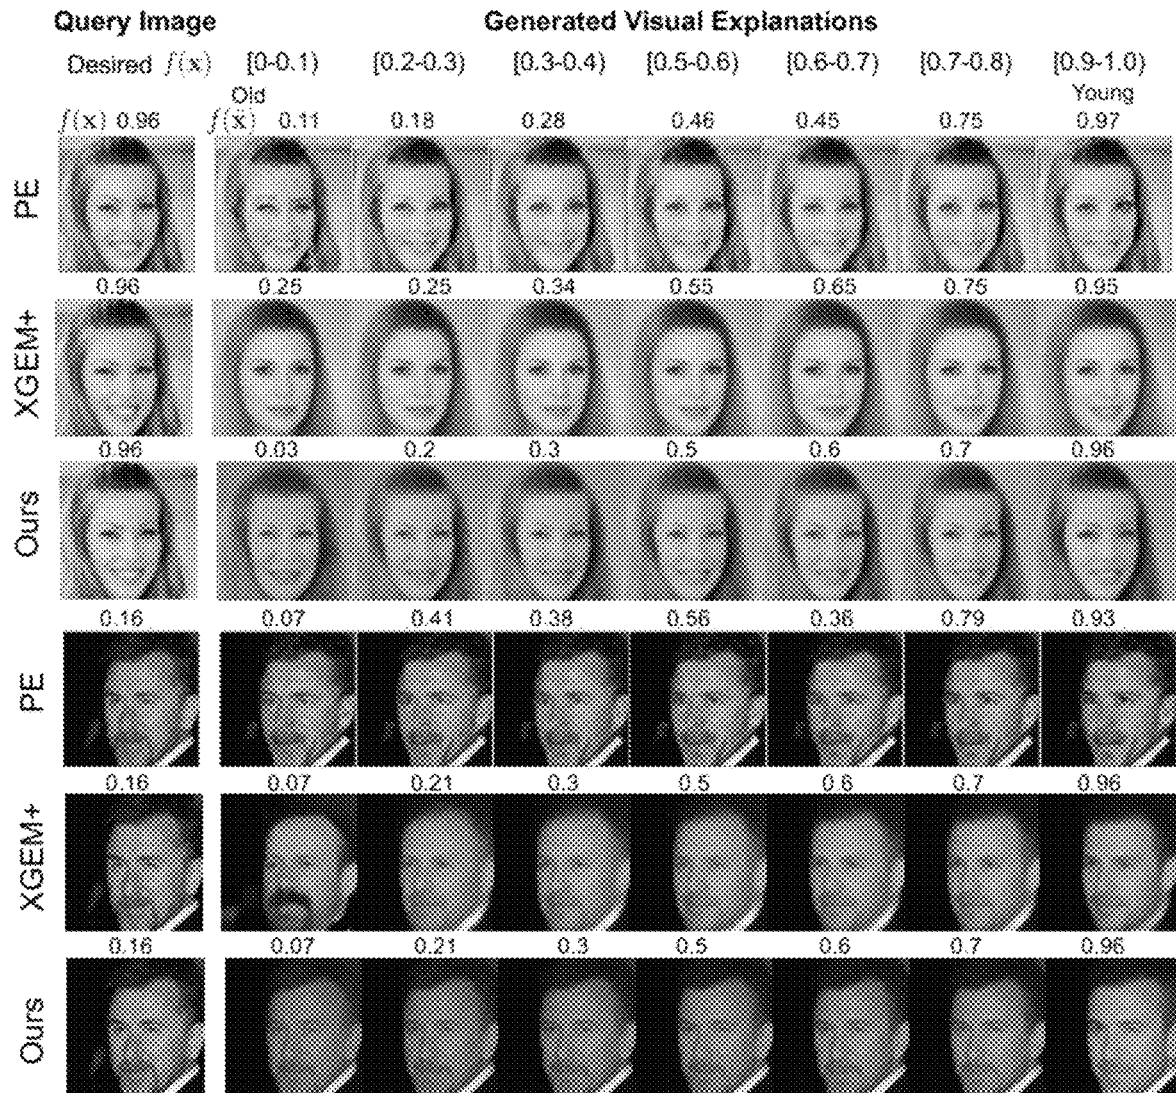 Query Image Generated Visual Explanations
Desired f(x) [0-0.1) [0.2-0.3) [0.3-0.4) [0.5-0.6) [0.6-0.7) [0.7-0.8) [0.9-1.0)
Old Young
f(x) 0.96 f(ẍ) 0.11 0.18 0.28 0.46 0.45 0.75 0.97
PE
0.96 0.25 0.25 0.34 0.55 0.65 0.75 0.95
XGEM+
0.96 0.03 0.2 0.3 0.5 0.6 0.7 0.96
Ours
0.16 0.07 0.41 0.38 0.56 0.36 0.79 0.93
PE
0.16 0.07 0.21 0.3 0.5 0.6 0.7 0.96
XGEM+
0.16 0.07 0.21 0.3 0.5 0.6 0.7 0.96
Ours